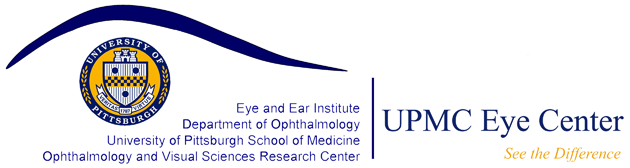 UNIVERSITY OF
PITTSBURGH
Eye and Ear Institute
Department of Ophthalmology
University of Pittsburgh School of Medicine
Ophthalmology and Visual Sciences Research Center
UPMC Eye Center
See the Difference